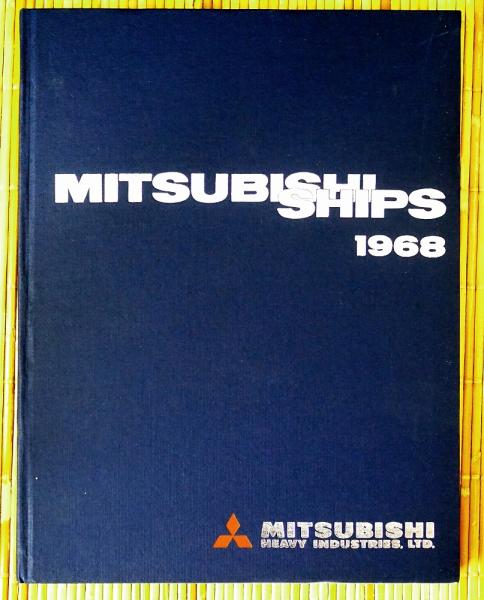 MITSUBISHI
SHIPS
1968
MITSUBISHI
HEAVY INDUSTRIES, LTD.